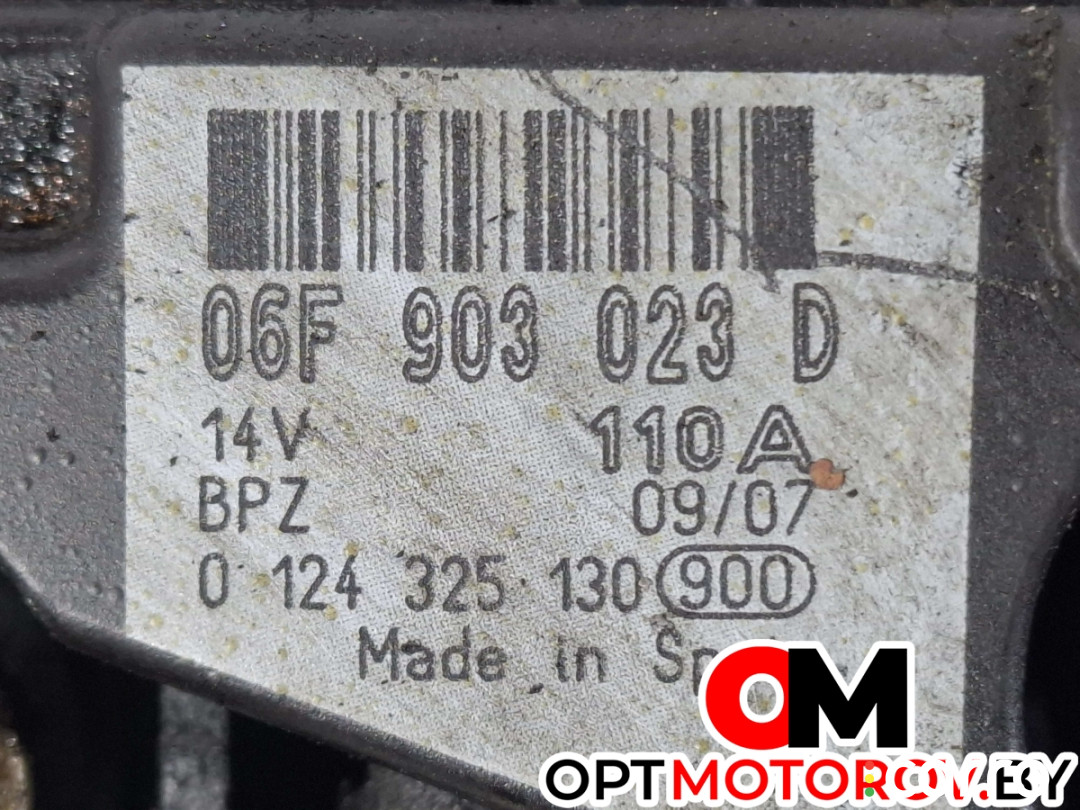 06F 903 023 D
14V 110A
BPZ 09/07
0 124 325 130 900
Made in
OM
OPTMOTOROV.BY